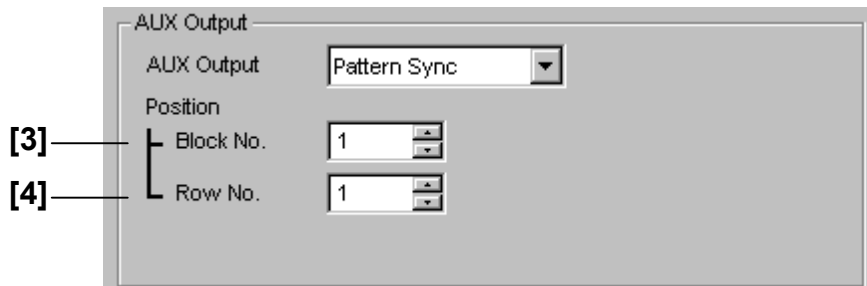 AUX Output
AUX Output Pattern Sync
Position
[3] Block No. 1
[4] Row No. 1